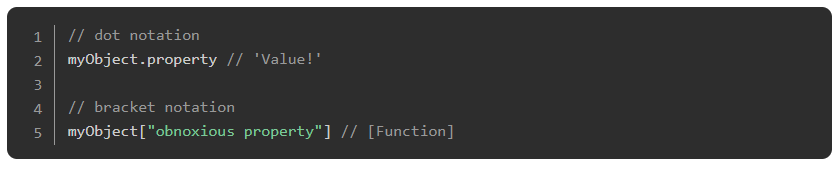 1 // dot notation
2 myObject.property // 'Value!'
3
4 // bracket notation
5 myObject["obnoxious property"] // [Function]